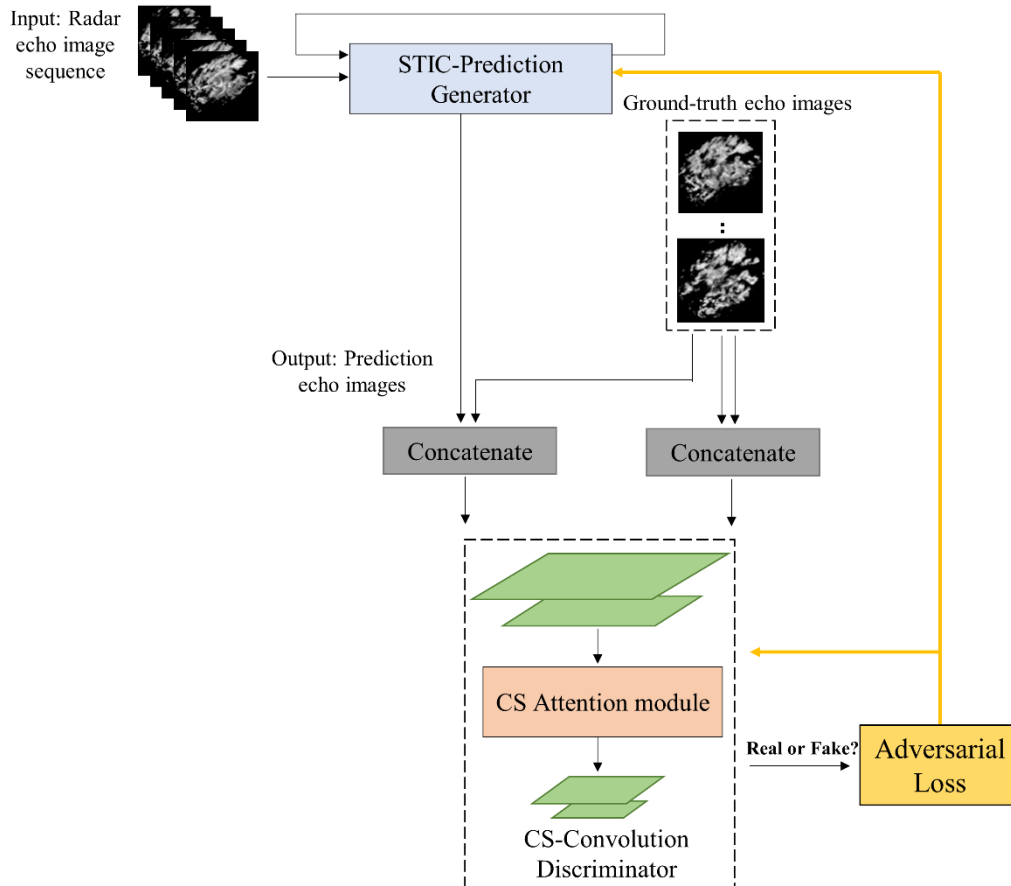 Input: Radar
echo image
sequence
STIC-Prediction
Generator
Ground-truth echo images
Output: Prediction
echo images
Concatenate
Concatenate
CS Attention module
Real or Fake?
Adversarial
Loss
CS-Convolution
Discriminator